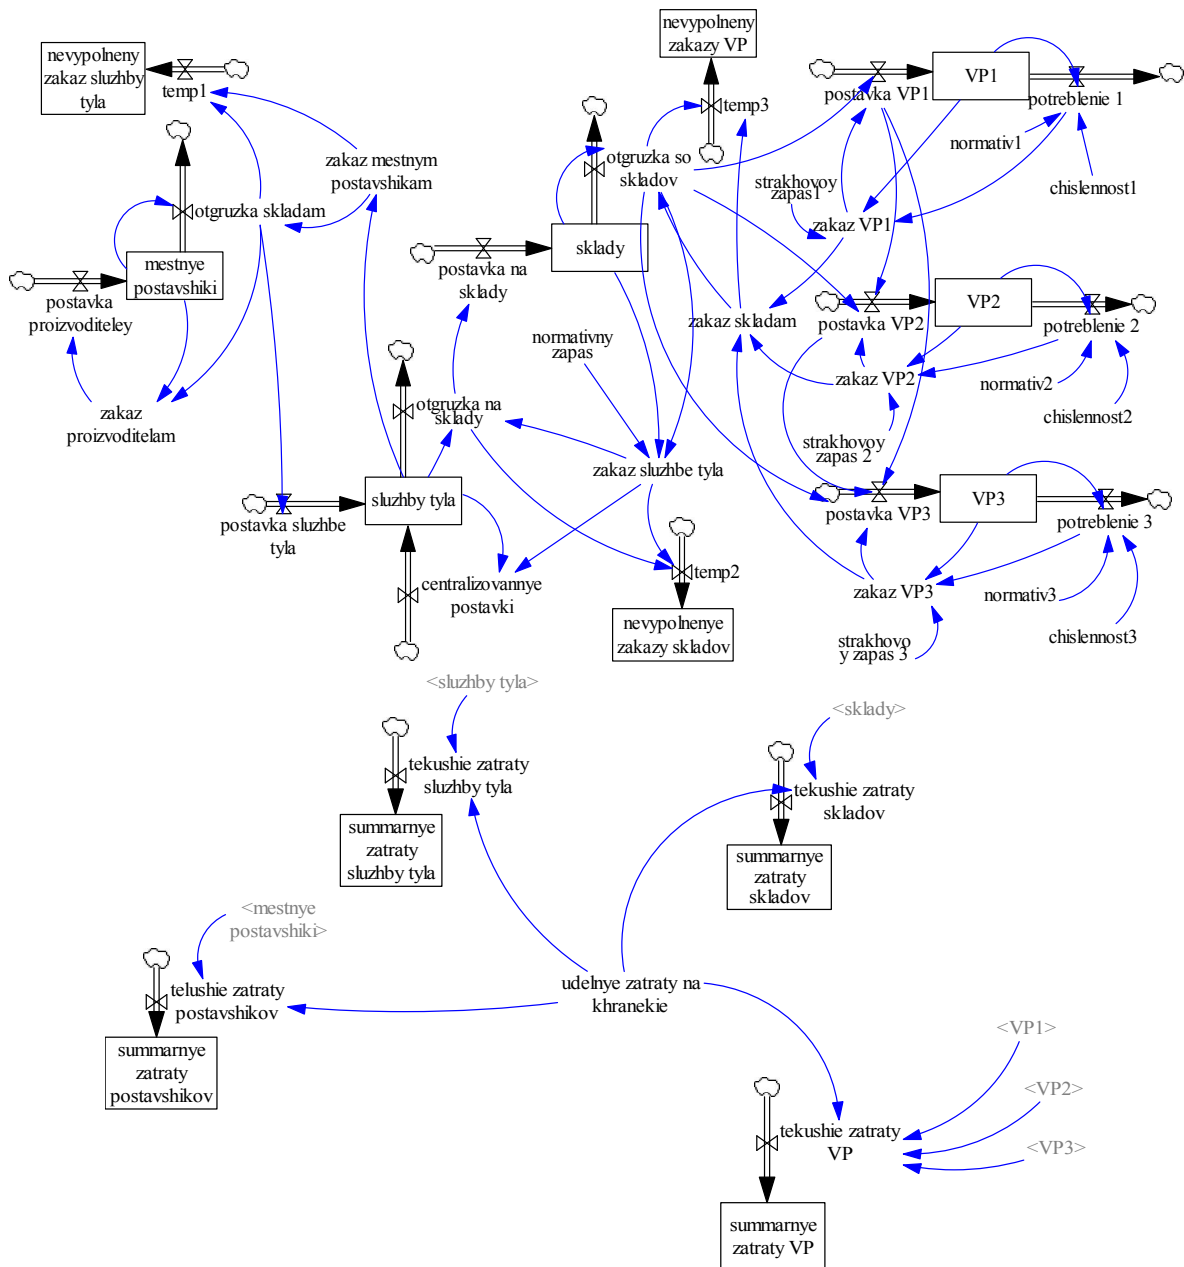 nevypolneny
zakaz sluzhby
tyla
temp1
nevypolneny
zakazy VP
temp3
VP1
postavka VP1
potreblenie 1
normativ1
chislennost1
zakaz mestnym
postavshikam
otgruzka so
skladov
strakhovoy
zapas1
zakaz VP1
otgruzka skladam
mestnye
postavshiki
postavka
proizvoditeley
sklady
postavka na
sklady
zakaz skladam
VP2
postavka VP2
potreblenie 2
normativny
zapas
zakaz VP2
normativ2
chislennost2
zakaz
proizvoditelam
otgruzka na
sklady
strakhovoy
zapas 2
zakaz sluzhbe tyla
sluzhby tyla
postavka sluzhbe
tyla
VP3
postavka VP3
potreblenie 3
centralizovannye
postavki
temp2
zakaz VP3
normativ3
chislennost3
nevypolnenye
zakazy skladov
strakhovo
y zapas 3
<sluzhby tyla>
<sklady>
tekushie zatraty
sluzhby tyla
tekushie zatraty
skladov
summarnye
zatraty
sluzhby tyla
summarnye
zatraty
skladov
<mestnye
postavshiki>
telushie zatraty
postavshikov
udelnye zatraty na
khranekie
summarnye
zatraty
postavshikov
<VP1>
<VP2>
<VP3>
tekushie zatraty
VP
summarnye
zatraty VP